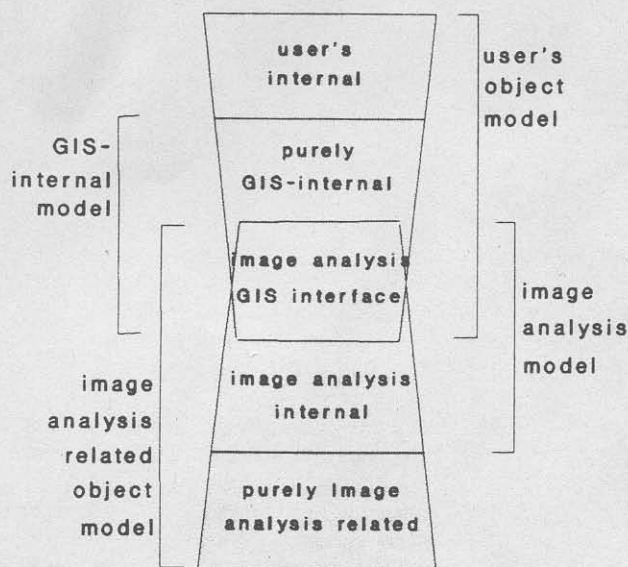 user's
internal
user's
object
model
GIS-
internal
model
purely
GIS-internal
image analysis
GIS interface
image
analysis
model
image
analysis
related
object
model
image analysis
internal
purely Image
analysis related